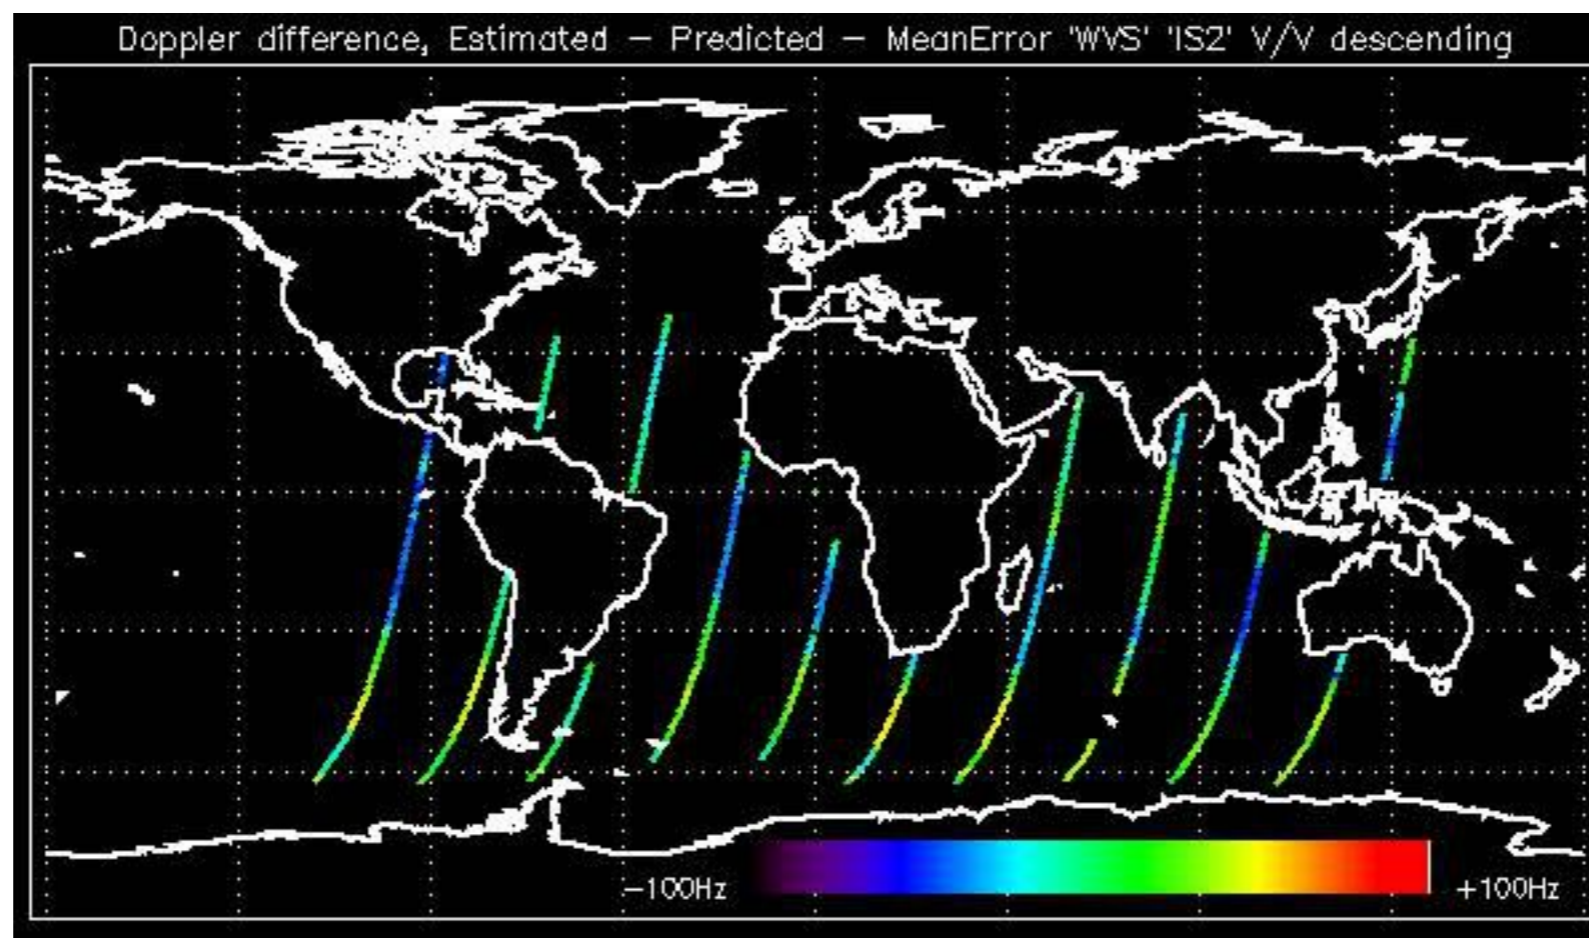 Doppler difference, Estimated − Predicted − MeanError 'WVS' 'IS2' V/V descending
−100Hz +100Hz